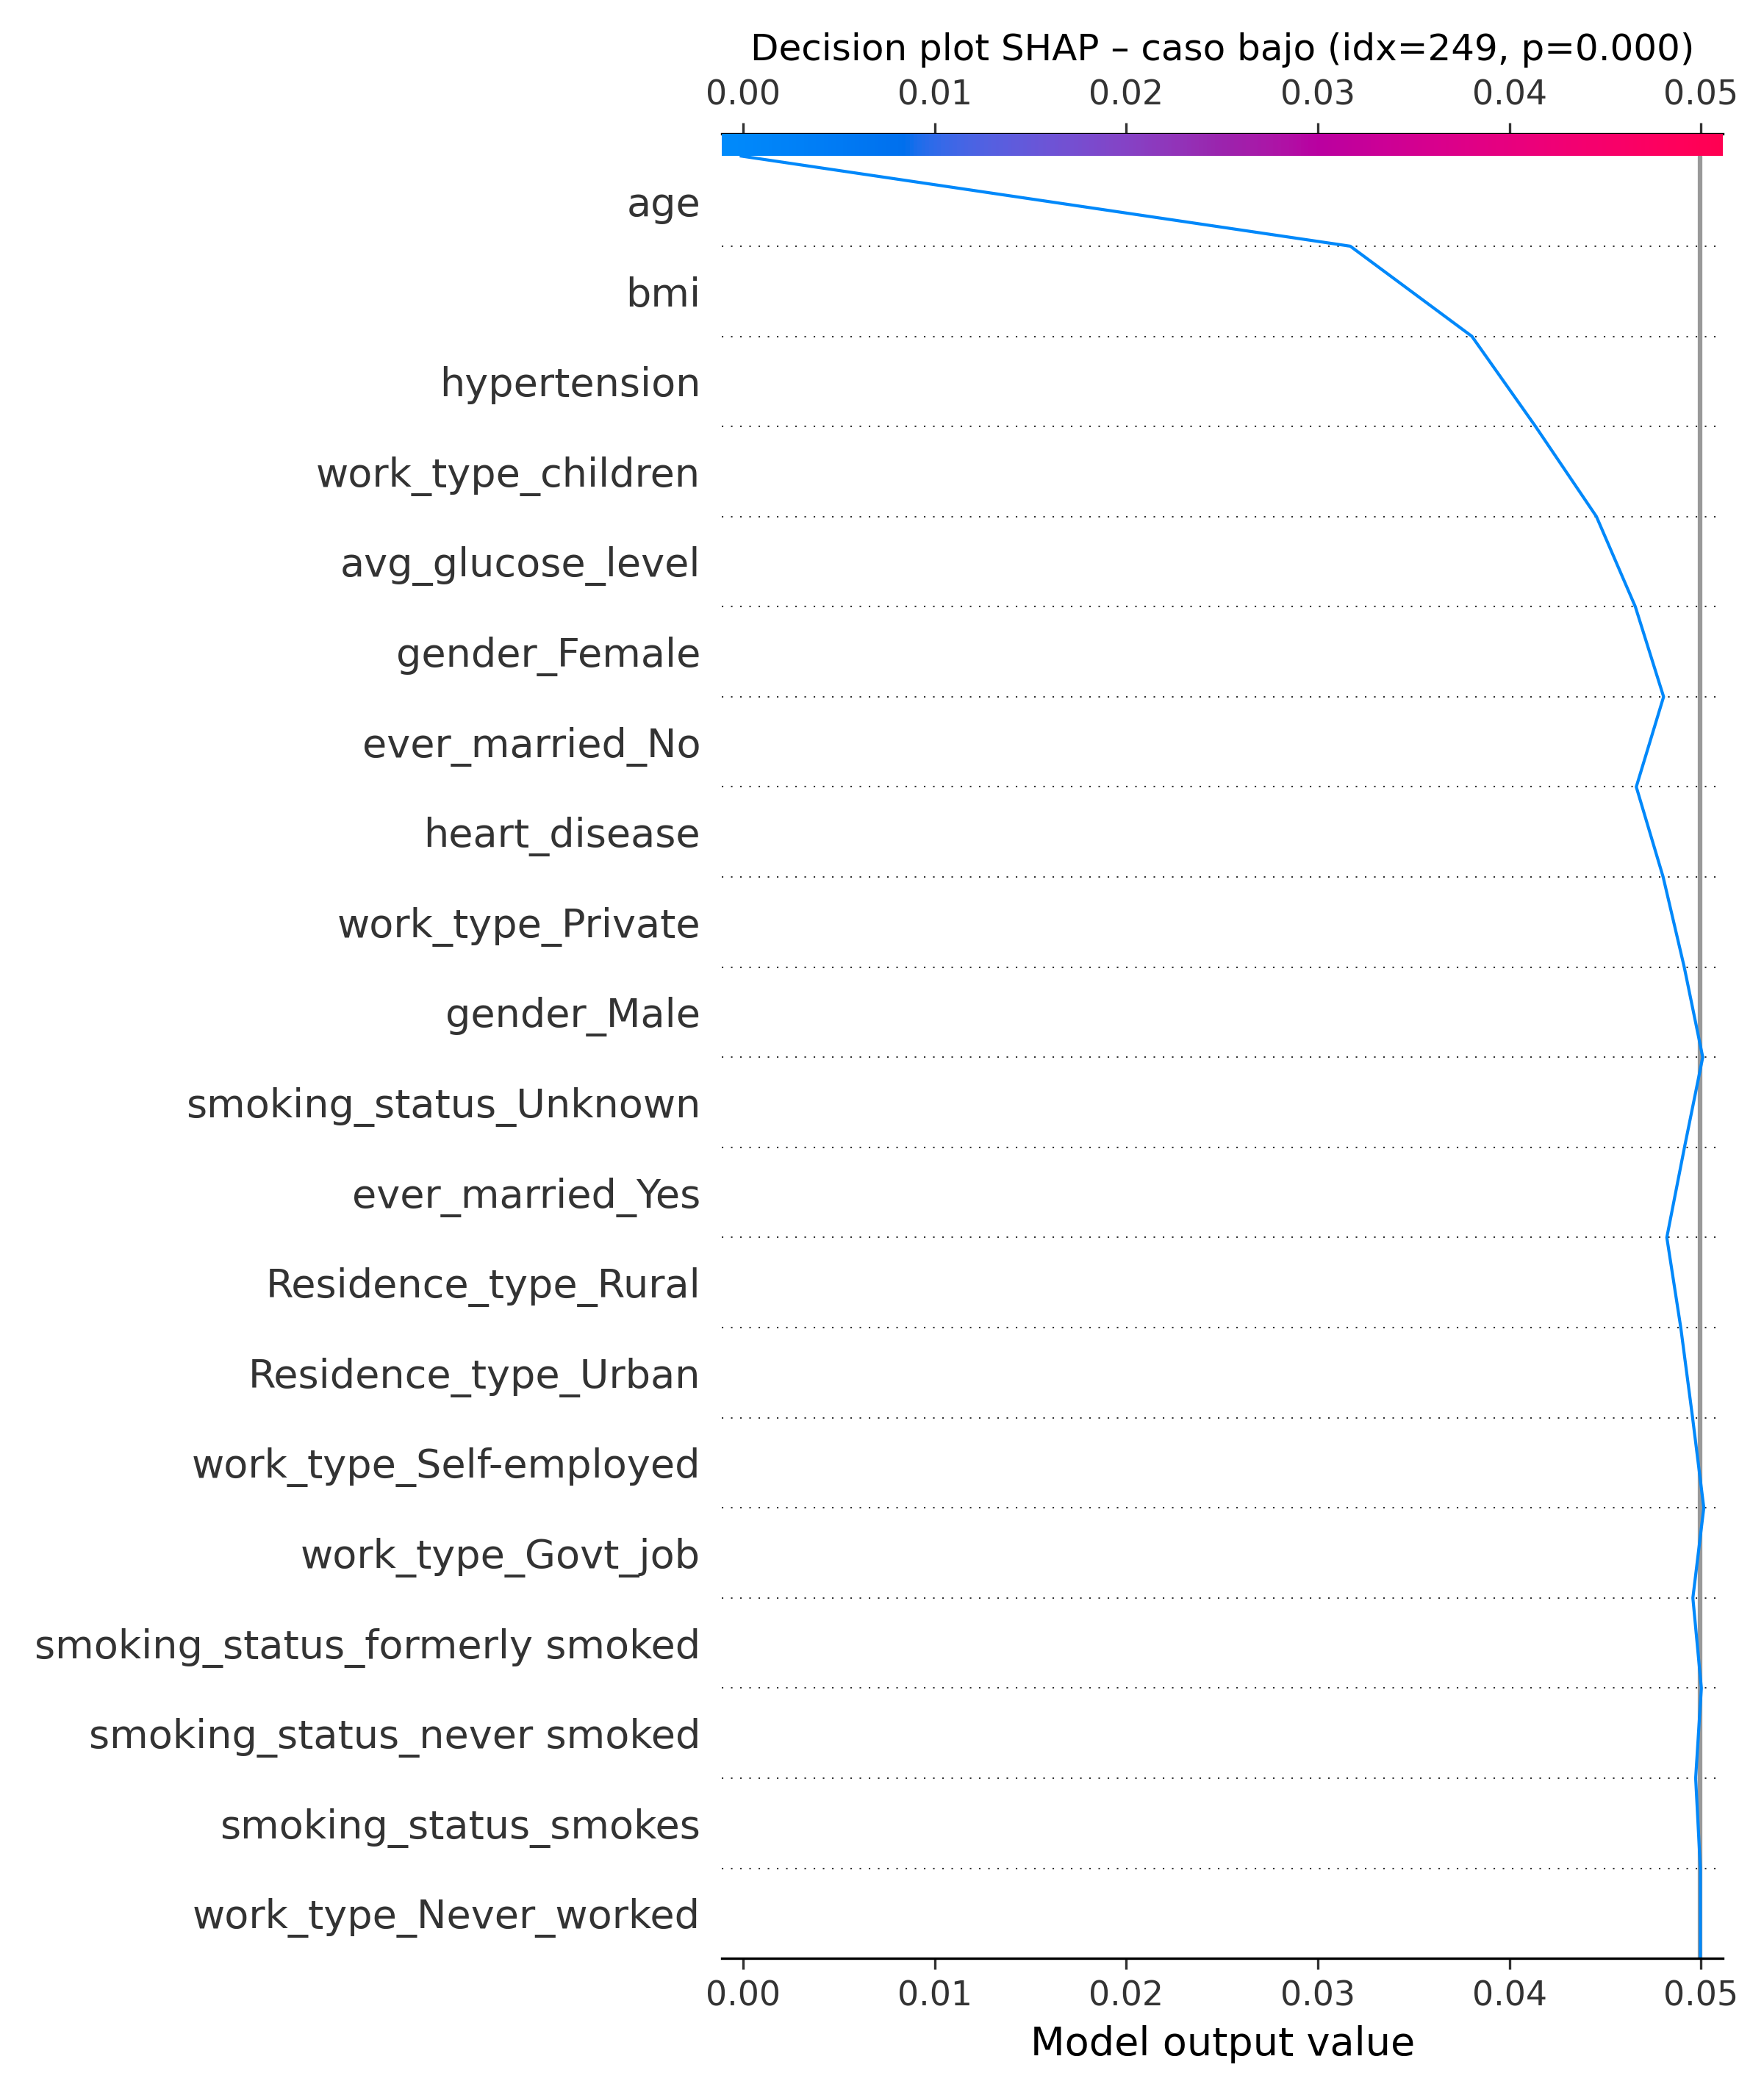 Decision plot SHAP – caso bajo (idx=249, p=0.000)
0.00 0.01 0.02 0.03 0.04 0.05
age
bmi
hypertension
work_type_children
avg_glucose_level
gender_Female
ever_married_No
heart_disease
work_type_Private
gender_Male
smoking_status_Unknown
ever_married_Yes
Residence_type_Rural
Residence_type_Urban
work_type_Self-employed
work_type_Govt_job
smoking_status_formerly smoked
smoking_status_never smoked
smoking_status_smokes
work_type_Never_worked
0.00 0.01 0.02 0.03 0.04 0.05
Model output value